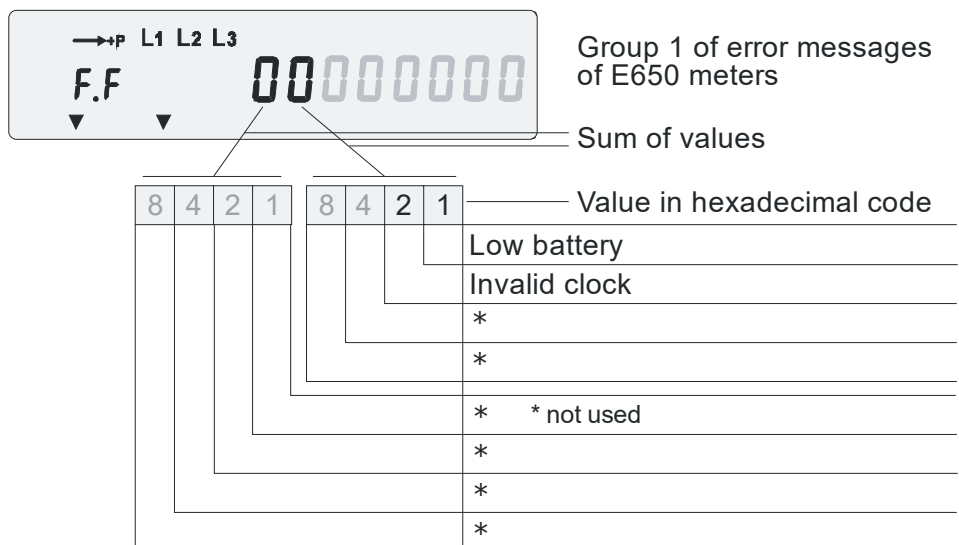 +P L1 L2 L3
F.F 00000000
Group 1 of error messages
of E650 meters
Sum of values
8 4 2 1 8 4 2 1
Value in hexadecimal code
Low battery
Invalid clock
*
*
* * not used
*
*
*